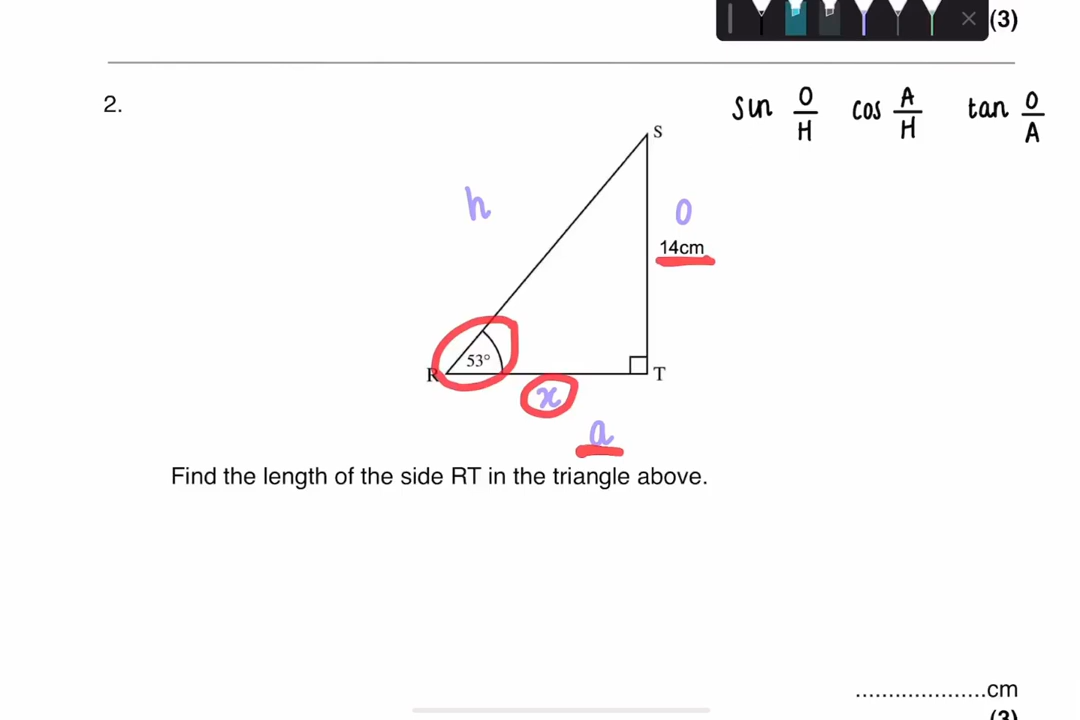 (3)
2.
sin O/H cos A/H tan O/A
S
h
O
14cm
53°
R
T
x
a
Find the length of the side RT in the triangle above.
....................cm
(3)